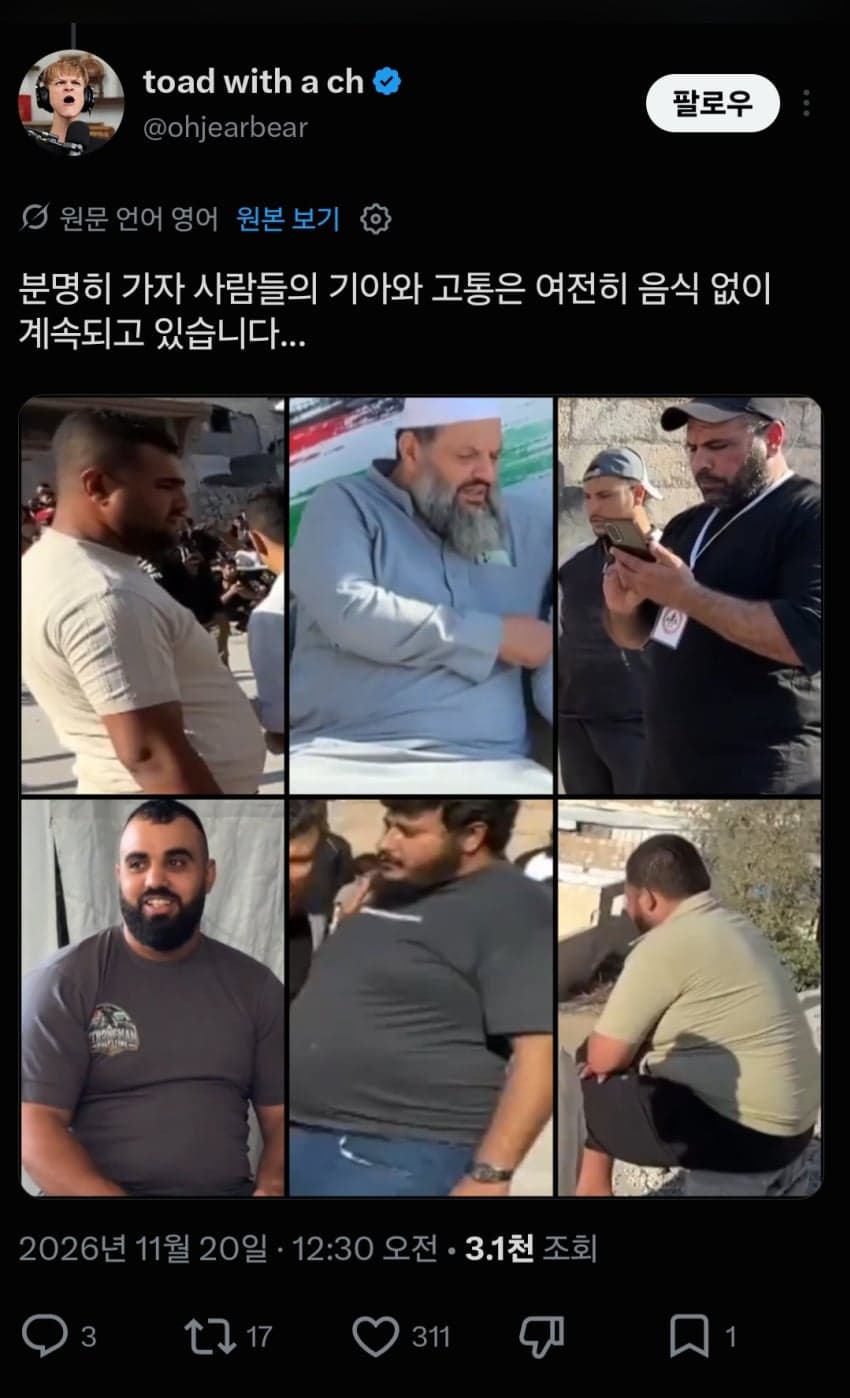 toad with a ch
@ohjearbear
팔로우
원문 언어 영어 원본 보기
분명히 가자 사람들의 기아와 고통은 여전히 음식 없이
계속되고 있습니다...
2026년 11월 20일 · 12:30 오전 · 3.1천 조회
3
17
311
1